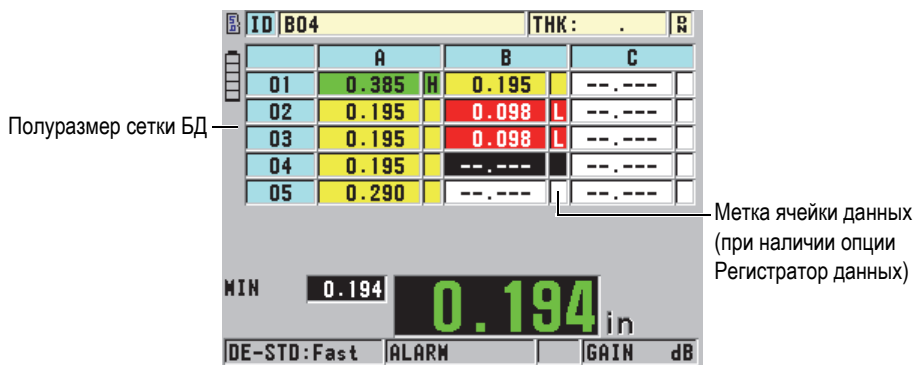 ID B04 THK: . DN
A B C
01 0.385 H 0.195 --.---
02 0.195 0.098 L --.---
03 0.195 0.098 L --.---
04 0.195 --.--- --.---
05 0.290 --.--- --.---
Полуразмер сетки БД
Метка ячейки данных
(при наличии опции
Регистратор данных)
MIN 0.194 0.194 in
DE-STD:Fast ALARM GAIN dB